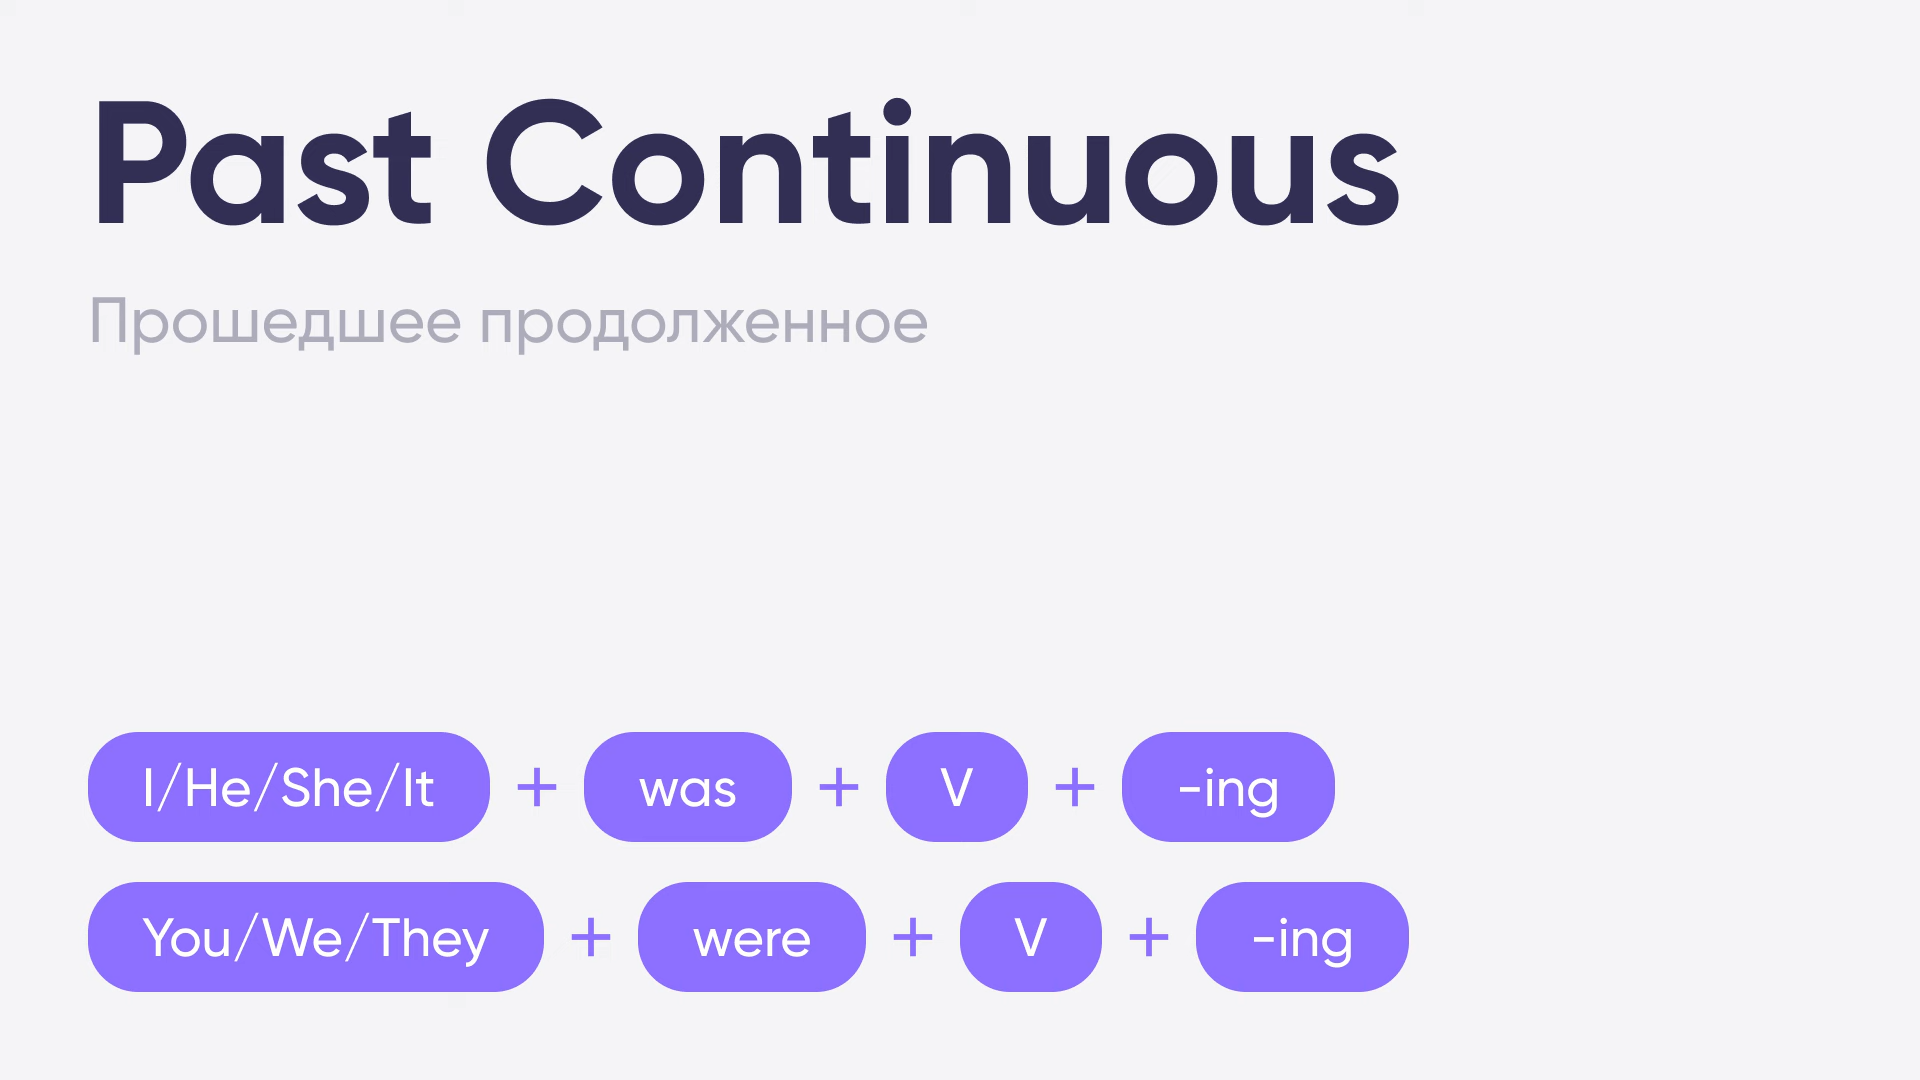 Past Continuous
Прошедшее продолженное
I/He/She/It + was + V + -ing
You/We/They + were + V + -ing